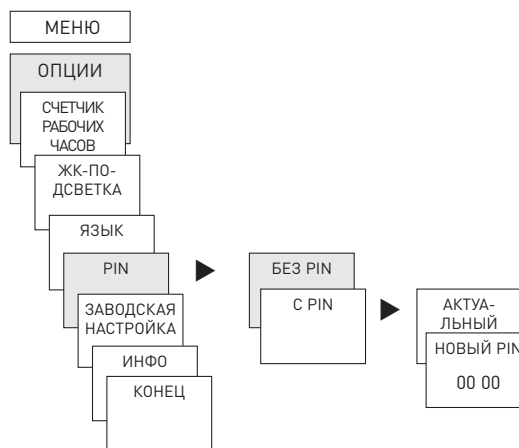 МЕНЮ
ОПЦИИ
СЧЕТЧИК
РАБОЧИХ
ЧАСОВ
ЖК-ПО-
ДСВЕТКА
ЯЗЫК
PIN
ЗАВОДСКАЯ
НАСТРОЙКА
ИНФО
КОНЕЦ
БЕЗ PIN
С PIN
АКТУА-
ЛЬНЫЙ
НОВЫЙ PIN
00 00